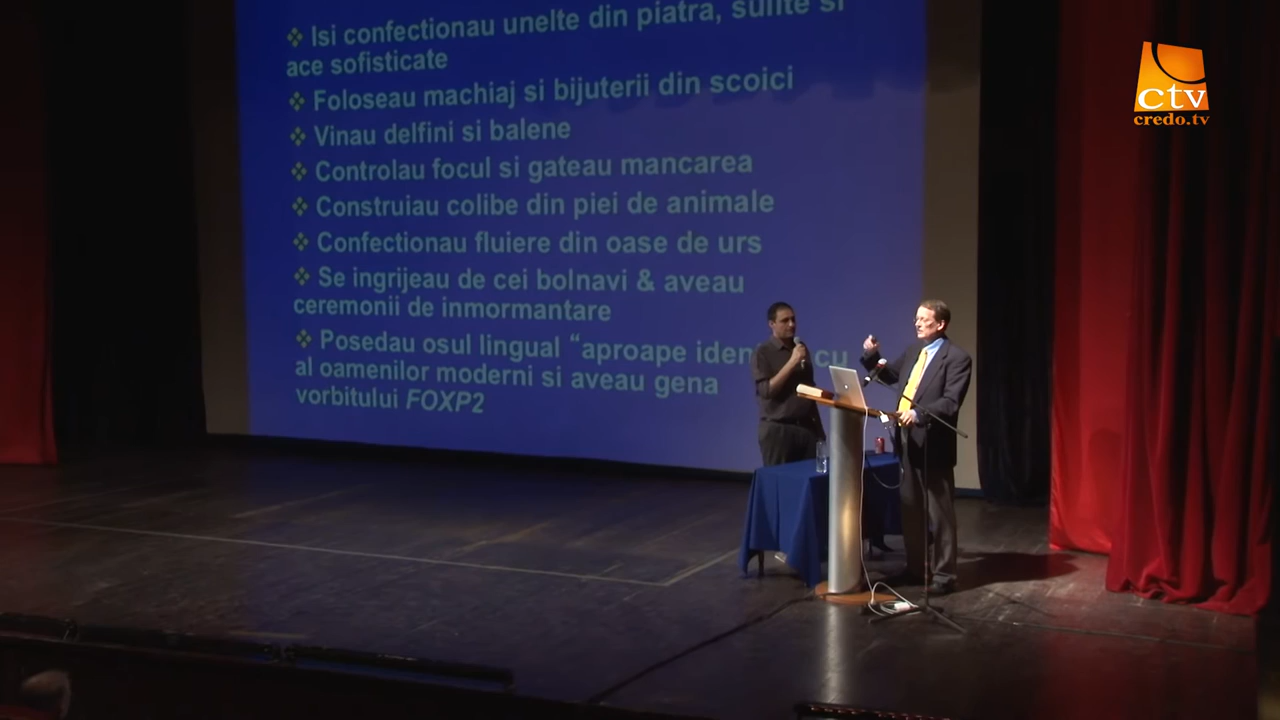 Isi confectionau unelte din piatra, sulite si
ace sofisticate
Foloseau machiaj si bijuterii din scoici
Vinau delfini si balene
Controlau focul si gateau mancarea
Construiau colibe din piei de animale
Confectionau fluiere din oase de urs
Se ingrijeau de cei bolnavi & aveau
ceremonii de inmormantare
Posedau osul lingual “aproape cu
al oamenilor moderni si aveau gena
vorbitului FOXP2
ctv
credo.tv